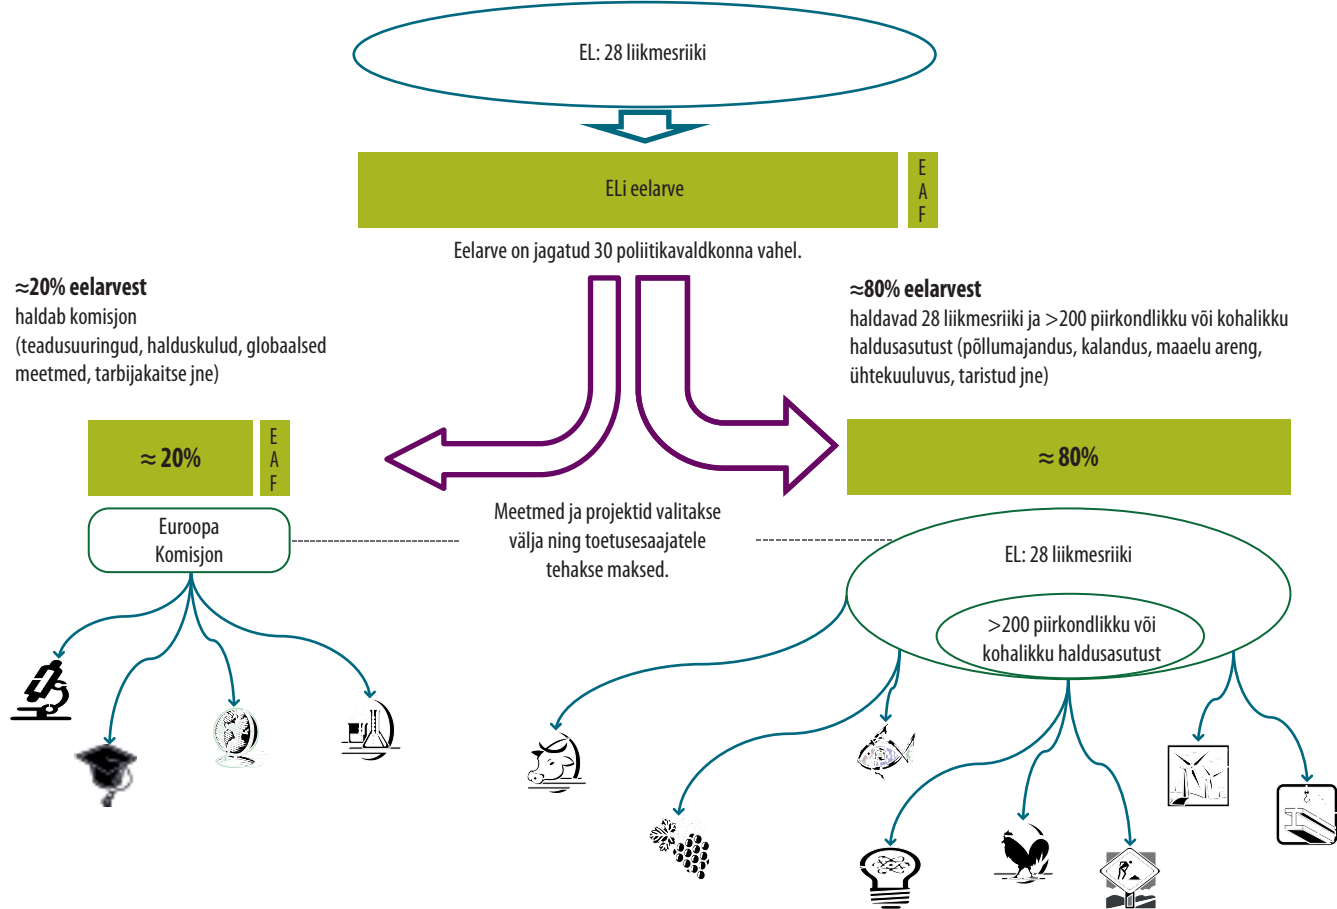 EL: 28 liikmesriiki
ELi eelarve
E
A
F
Eelarve on jagatud 30 poliitikavaldkonna vahel.
≈20% eelarvest
haldab komisjon
(teadusuuringud, halduskulud, globaalsed
meetmed, tarbijakaitse jne)
≈80% eelarvest
haldavad 28 liikmesriiki ja >200 piirkondlikku või kohalikku
haldusasutust (põllumajandus, kalandus, maaelu areng,
ühtekuuluvus, taristud jne)
≈ 20%
E
A
F
≈ 80%
Euroopa
Komisjon
Meetmed ja projektid valitakse
välja ning toetusesaajatele
tehakse maksed.
EL: 28 liikmesriiki
>200 piirkondlikku või
kohalikku haldusasutust